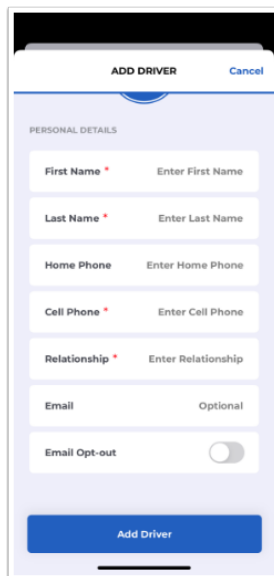 ADD DRIVER Cancel
PERSONAL DETAILS
First Name * Enter First Name
Last Name * Enter Last Name
Home Phone Enter Home Phone
Cell Phone * Enter Cell Phone
Relationship * Enter Relationship
Email Optional
Email Opt-out
Add Driver